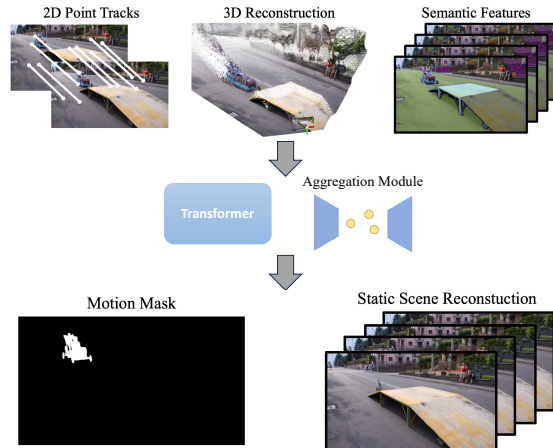 2D Point Tracks
3D Reconstruction
Semantic Features
Aggregation Module
Transformer
Motion Mask
Static Scene Reconstuction